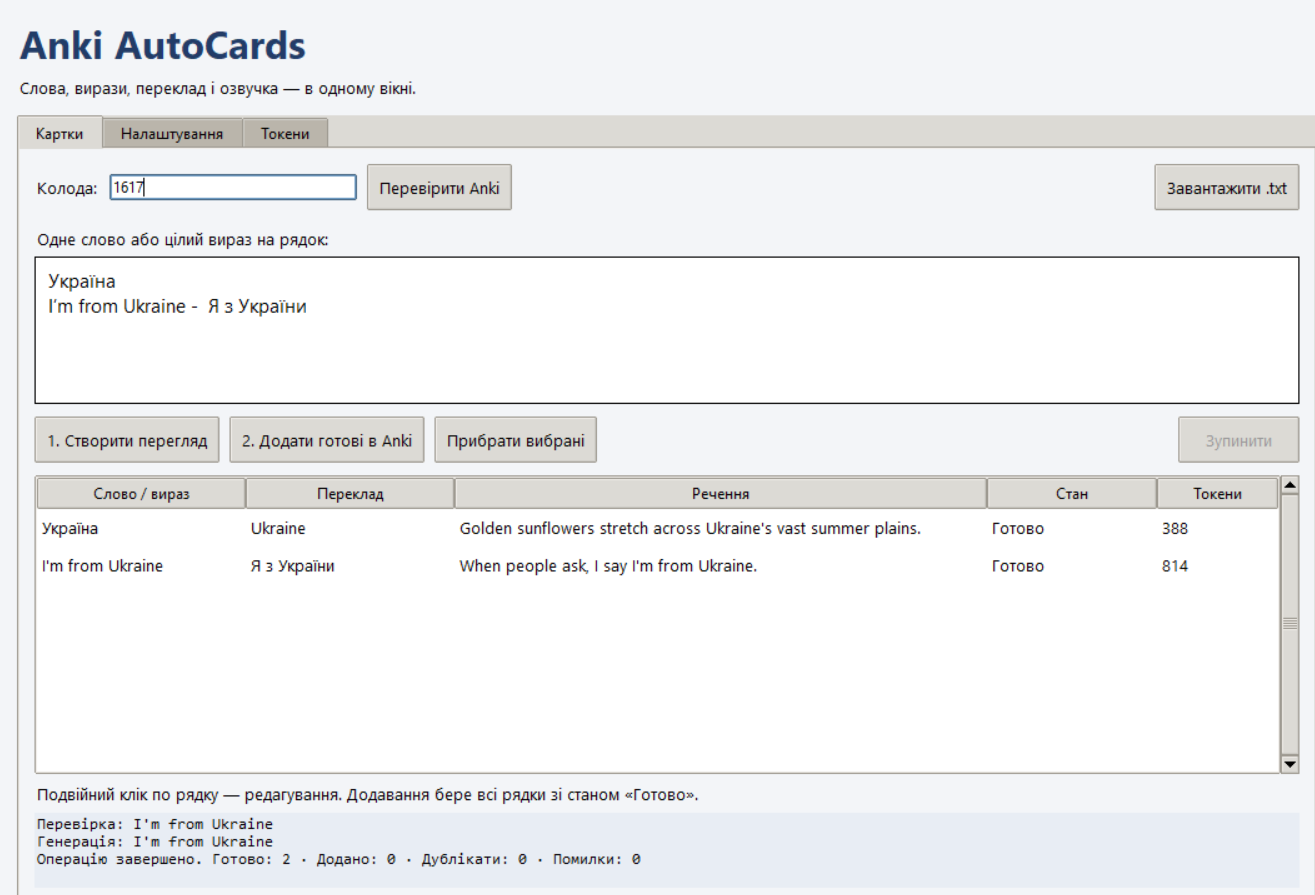 Anki AutoCards
Слова, вирази, переклад і озвучка — в одному вікні.
Картки Налаштування Токени
Колода: 1617 Перевірити Anki Завантажити .txt
Одне слово або цілий вираз на рядок:
Україна
I'm from Ukraine - Я з України
1. Створити перегляд 2. Додати готові в Anki Прибрати вибрані Зупинити
Слово / вираз Переклад Речення Стан Токени
Україна Ukraine Golden sunflowers stretch across Ukraine's vast summer plains. Готово 388
I'm from Ukraine Я з України When people ask, I say I'm from Ukraine. Готово 814
Подвійний клік по рядку — редагування. Додавання бере всі рядки зі станом «Готово».
Перевірка: I'm from Ukraine
Генерація: I'm from Ukraine
Операцію завершено. Готово: 2 · Додано: 0 · Дублікати: 0 · Помилки: 0